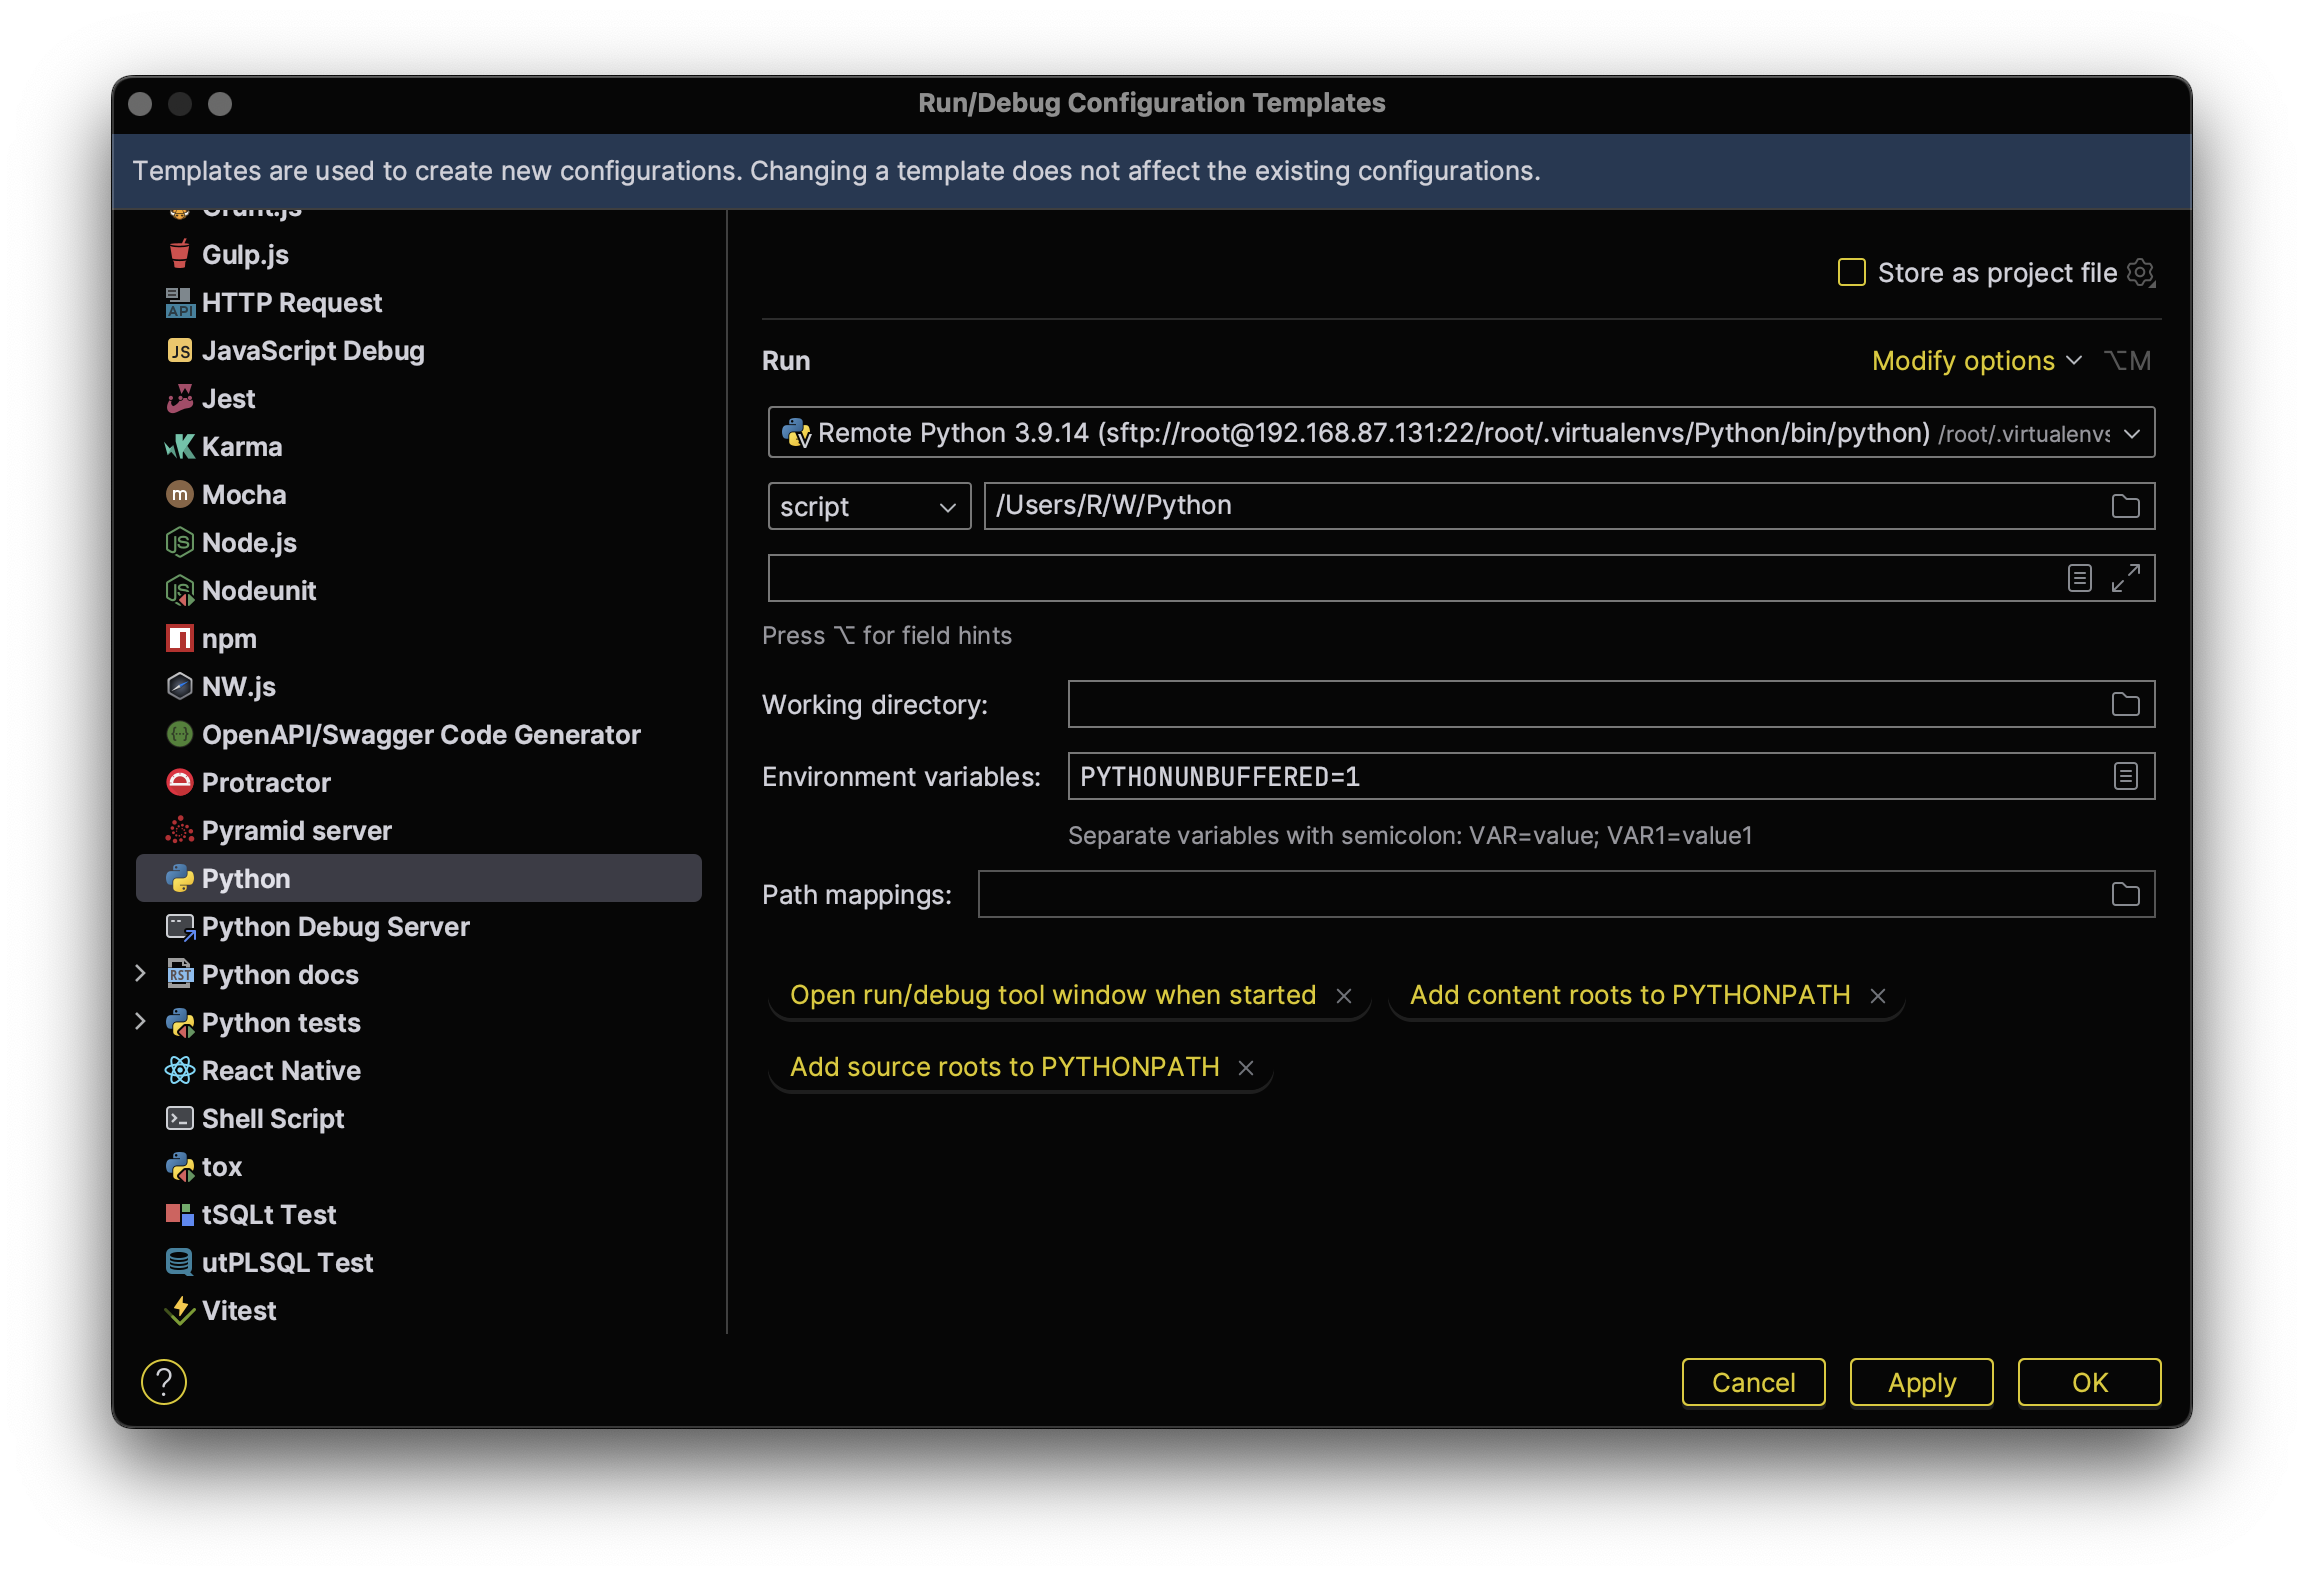 Run/Debug Configuration Templates
Templates are used to create new configurations. Changing a template does not affect the existing configurations.
Grunt.js
Gulp.js
HTTP Request
JavaScript Debug
Jest
Karma
Mocha
Node.js
Nodeunit
npm
NW.js
OpenAPI/Swagger Code Generator
Protractor
Pyramid server
Python
Python Debug Server
Python docs
Python tests
React Native
Shell Script
tox
tSQLt Test
utPLSQL Test
Vitest
Store as project file
Run
Modify options ⌥M
Remote Python 3.9.14 (sftp://root@192.168.87.131:22/root/.virtualenvs/Python/bin/python) /root/.virtualenvs
script /Users/R/W/Python
Press ⌥ for field hints
Working directory:
Environment variables: PYTHONUNBUFFERED=1
Separate variables with semicolon: VAR=value; VAR1=value1
Path mappings:
Open run/debug tool window when started × Add content roots to PYTHONPATH ×
Add source roots to PYTHONPATH ×
? Cancel Apply OK